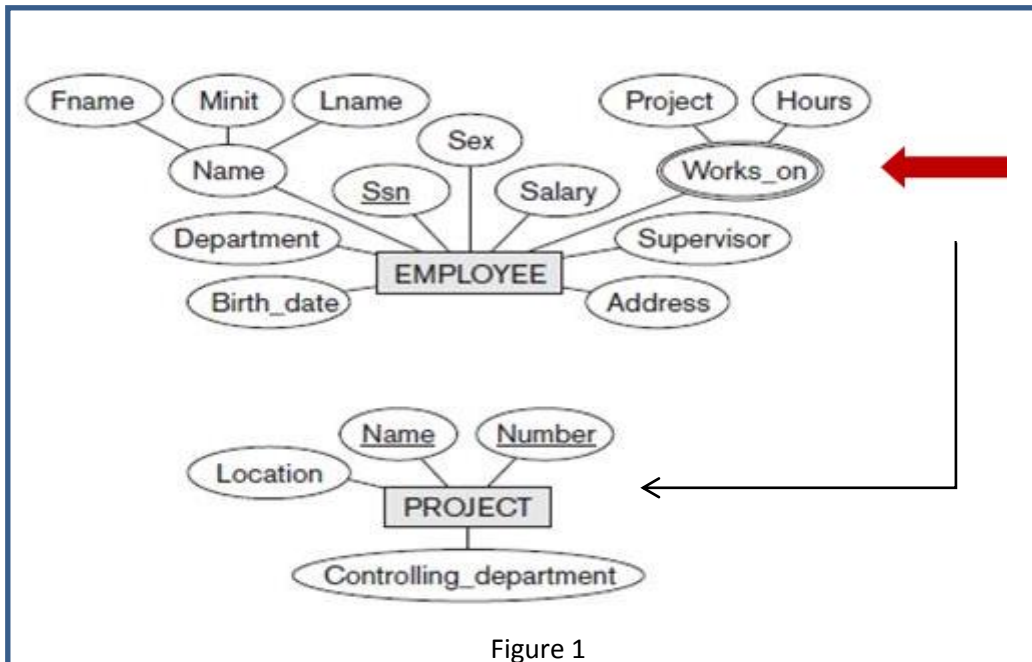 Fname Minit Lname
Project Hours
Sex
Name
Works_on
Ssn
Salary
Department
Supervisor
EMPLOYEE
Birth_date
Address
Name
Number
Location
PROJECT
Controlling_department
Figure 1